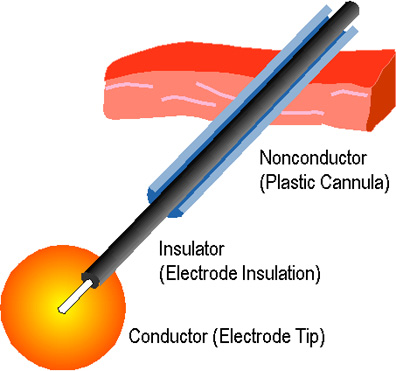 Nonconductor
(Plastic Cannula)
Insulator
(Electrode Insulation)
Conductor (Electrode Tip)